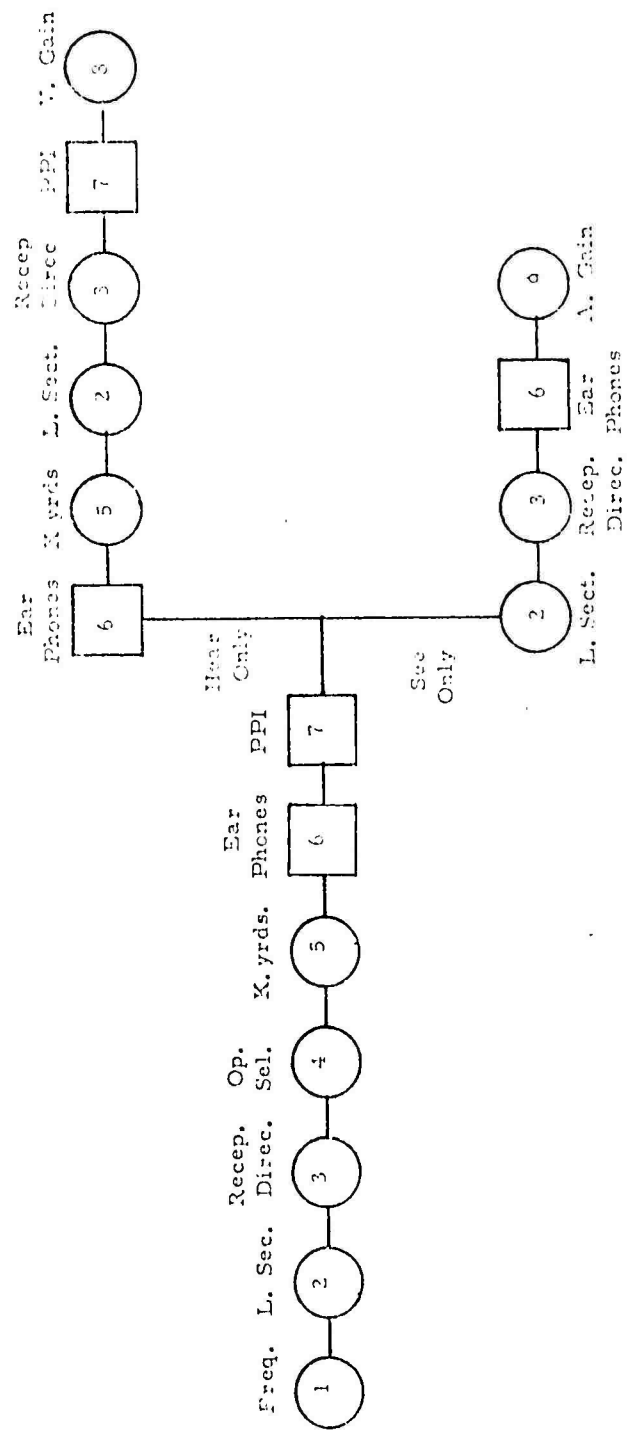 Ear
Phones
K yrds
L. Sect.
Recep
Direc
PPI
Gain
6
5
2
3
7
8
Hear
Only
Freq.
L. Sec.
Recep.
Direc.
Op.
Sel.
K.yrds.
Ear
Phones
PPI
1
2
3
4
5
6
7
See
Only
2
3
6
9
L. Sect.
Recep.
Direc.
Ear
Phones
A. Gain